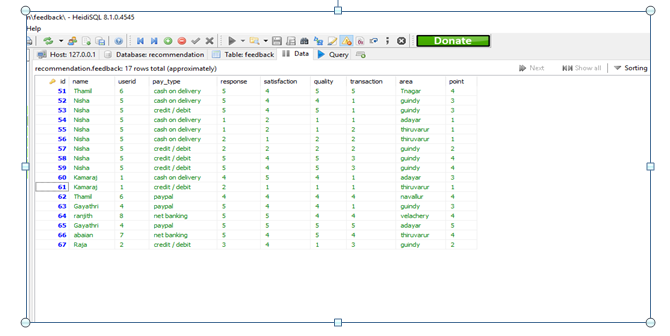 n\feedback\ - HeidiSQL 8.1.0.4545
Help
Donate
Host: 127.0.0.1 Database: recommendation Table: feedback Data Query
recommendation.feedback: 17 rows total (approximately) Next Show all Sorting
id name userid pay_type response satisfaction quality transaction area point
51 Thamil 6 cash on delivery 5 4 5 5 Tnagar 4
52 Nisha 5 cash on delivery 5 4 4 1 guindy 3
53 Nisha 5 credit / debit 5 4 5 1 guindy 3
54 Nisha 5 cash on delivery 1 2 1 1 adayar 1
55 Nisha 5 cash on delivery 1 2 1 2 thiruvarur 1
56 Nisha 5 cash on delivery 2 1 2 2 thiruvarur 1
57 Nisha 5 credit / debit 2 2 2 2 guindy 2
58 Nisha 5 credit / debit 5 4 5 3 guindy 4
59 Nisha 5 credit / debit 5 4 5 3 guindy 4
60 Kamaraj 1 cash on delivery 4 5 4 1 adayar 3
61 Kamaraj 1 credit / debit 2 1 1 1 thiruvarur 1
62 Thamil 6 paypal 4 4 4 4 navallur 4
63 Gayathri 4 paypal 5 4 4 1 guindy 3
64 ranjith 8 net banking 5 5 4 4 velachery 4
65 Gayathri 4 paypal 5 5 5 5 adayar 5
66 abaian 7 net banking 5 4 5 4 thiruvarur 4
67 Raja 2 credit / debit 3 4 1 3 guindy 2